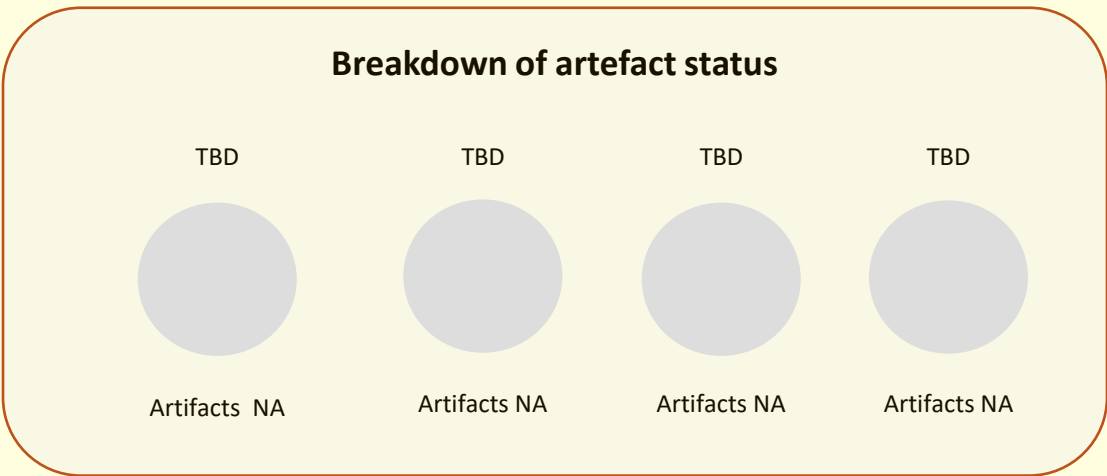 Breakdown of artefact status
TBD TBD TBD TBD
Artifacts  NA Artifacts NA Artifacts NA Artifacts NA